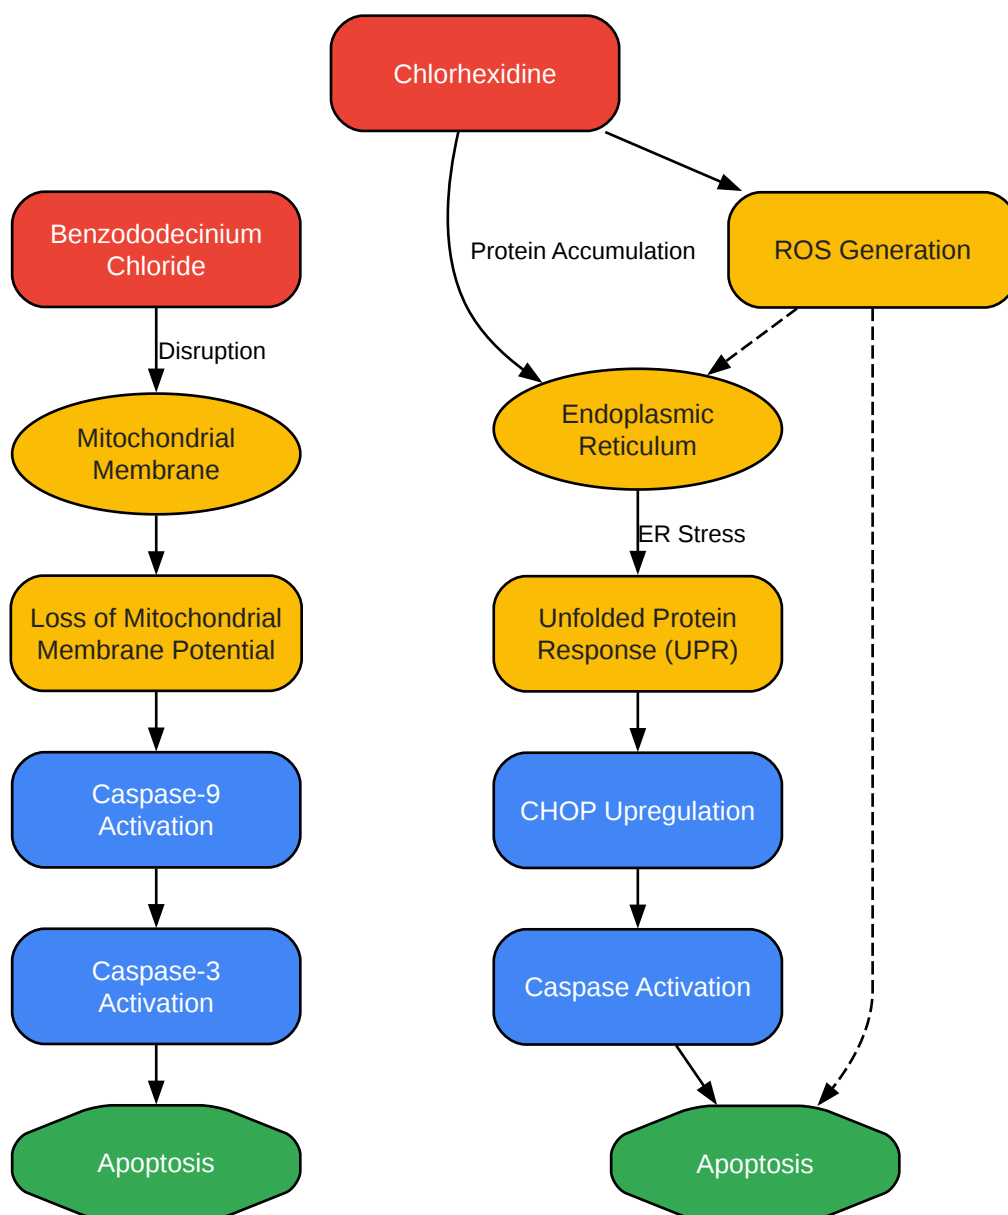 Chlorhexidine
Benzododecinium
Chloride
Protein Accumulation
ROS Generation
Disruption
Mitochondrial
Membrane
Endoplasmic
Reticulum
ER Stress
Loss of Mitochondrial
Membrane Potential
Unfolded Protein
Response (UPR)
Caspase-9
Activation
CHOP Upregulation
Caspase-3
Activation
Caspase Activation
Apoptosis
Apoptosis